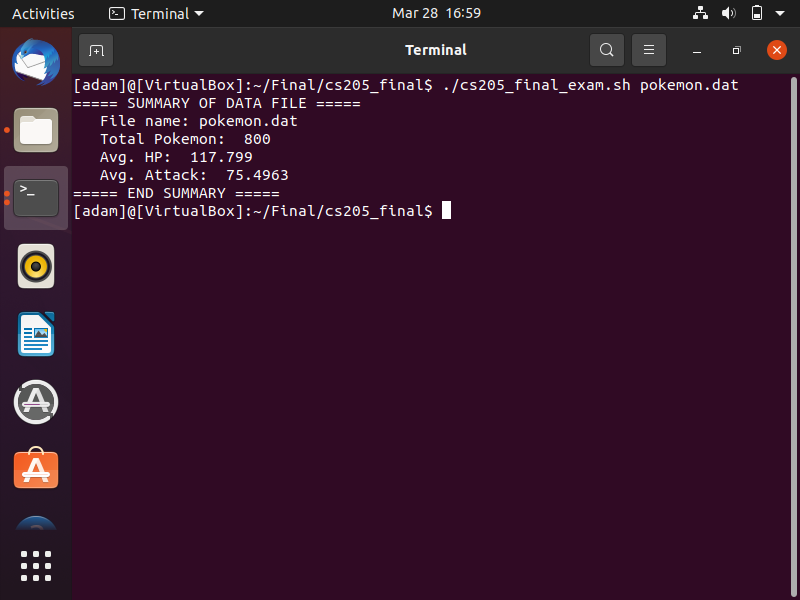 Activities Terminal Mar 28 16:59
Terminal
[adam]@[VirtualBox]:~/Final/cs205_final$ ./cs205_final_exam.sh pokemon.dat
===== SUMMARY OF DATA FILE =====
   File name: pokemon.dat
   Total Pokemon:  800
   Avg. HP:  117.799
   Avg. Attack:  75.4963
===== END SUMMARY =====
[adam]@[VirtualBox]:~/Final/cs205_final$